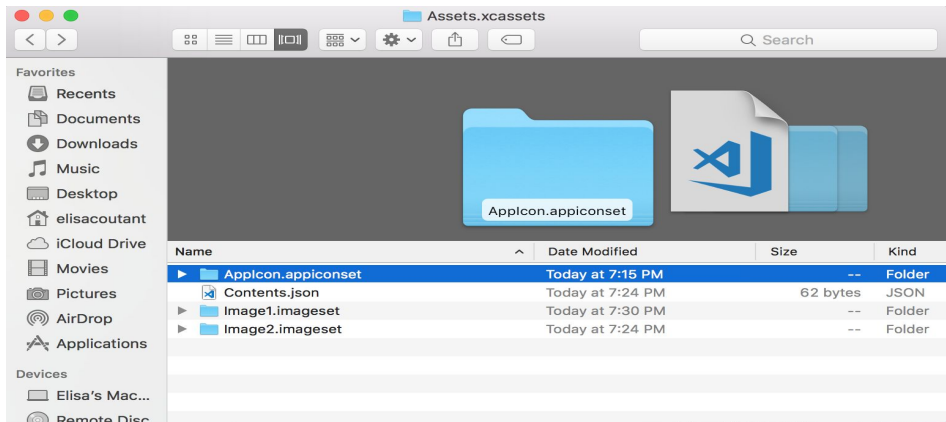 Assets.xcassets
Search
Favorites
Recents
Documents
Downloads
Music
Desktop
elisacoutant
iCloud Drive
Movies
Pictures
AirDrop
Applications
Devices
Elisa's Mac...
Remote Disc
AppIcon.appiconset
Name Date Modified Size Kind
AppIcon.appiconset Today at 7:15 PM -- Folder
Contents.json Today at 7:24 PM 62 bytes JSON
Image1.imageset Today at 7:30 PM -- Folder
Image2.imageset Today at 7:24 PM -- Folder